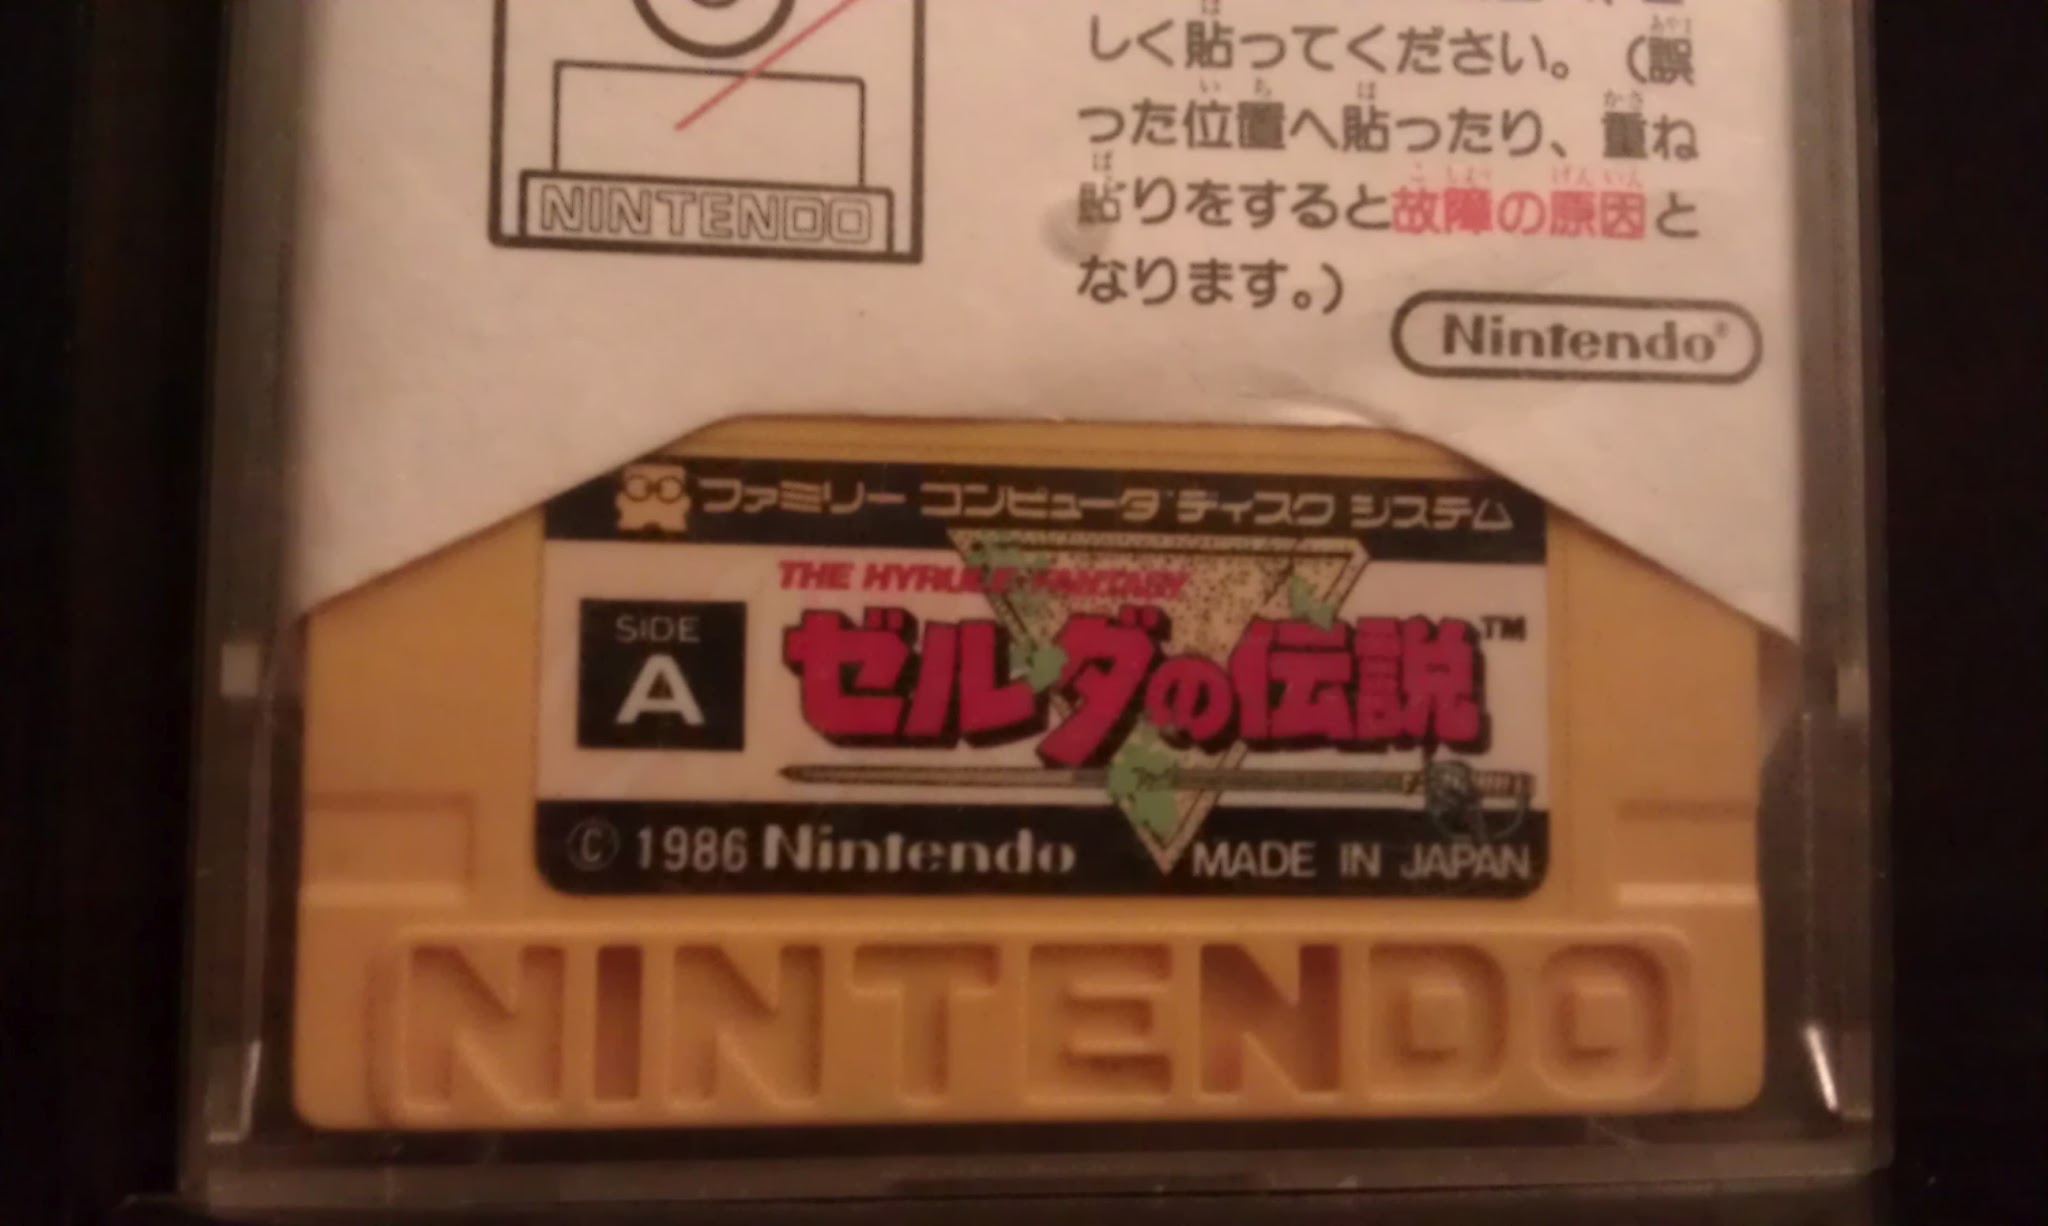 しく貼ってください。(誤
った位置へ貼ったり、重ね
貼りをすると故障の原因と
なります。)
NINTENDO
Nintendo®
ファミリー コンピュータ ディスク システム
THE HYRULE FANTASY
SIDE
A
ゼルダの伝説™
© 1986 Nintendo MADE IN JAPAN
NINTENDO